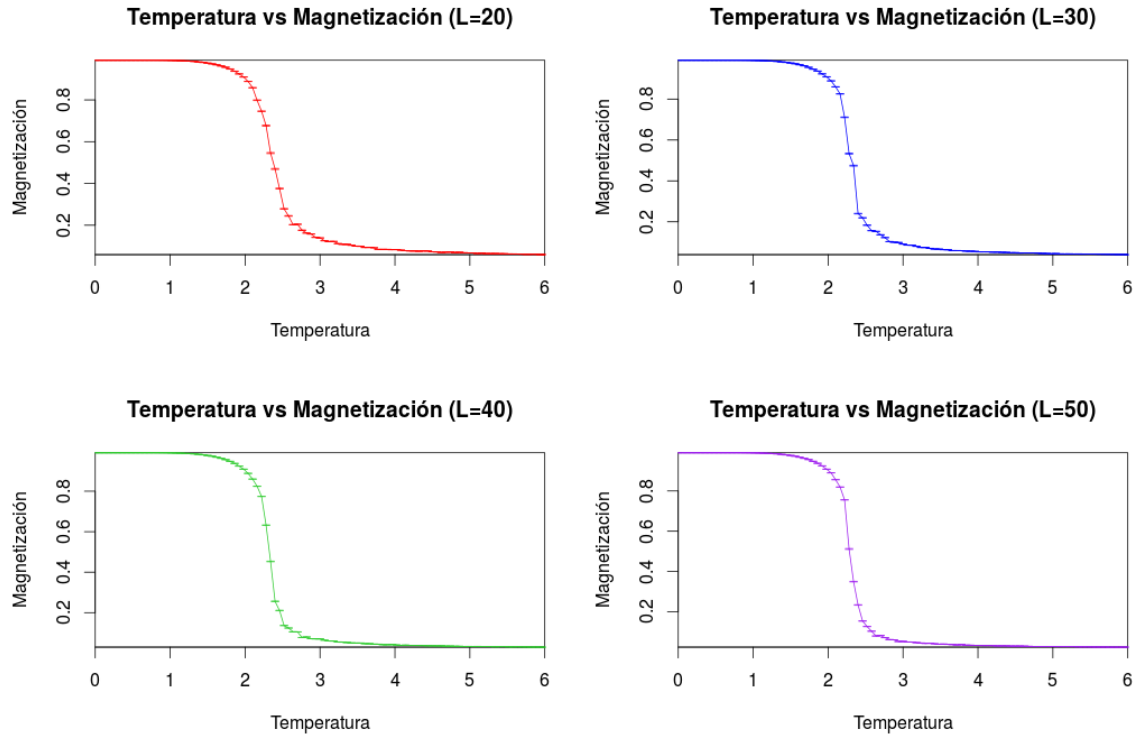 Temperatura vs Magnetización (L=20)
Magnetización
0.2 0.4 0.6 0.8
0 1 2 3 4 5 6
Temperatura
Temperatura vs Magnetización (L=30)
Magnetización
0.2 0.4 0.6 0.8
0 1 2 3 4 5 6
Temperatura
Temperatura vs Magnetización (L=40)
Magnetización
0.2 0.4 0.6 0.8
0 1 2 3 4 5 6
Temperatura
Temperatura vs Magnetización (L=50)
Magnetización
0.2 0.4 0.6 0.8
0 1 2 3 4 5 6
Temperatura